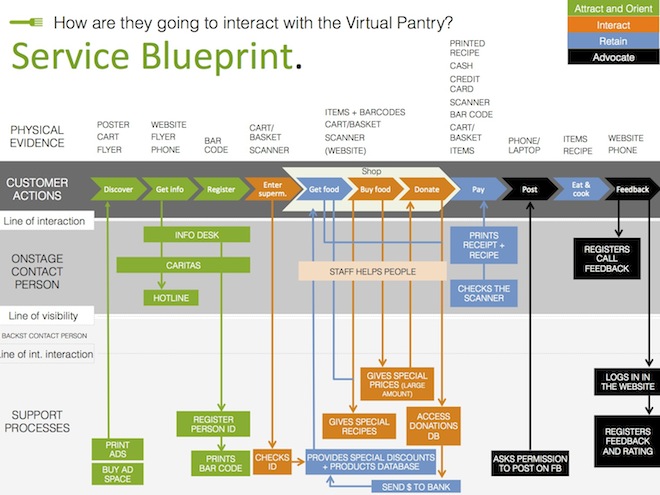 How are they going to interact with the Virtual Pantry?
Service Blueprint.
Attract and Orient
Interact
Retain
Advocate
PHYSICAL
EVIDENCE
POSTER
CART
FLYER
WEBSITE
FLYER
PHONE
BAR
CODE
CART/
BASKET
SCANNER
ITEMS + BARCODES
CART/BASKET
SCANNER
(WEBSITE)
PRINTED
RECIPE
CASH
CREDIT
CARD
SCANNER
BAR CODE
CART/
BASKET
ITEMS
PHONE/
LAPTOP
ITEMS
RECIPE
WEBSITE
PHONE
CUSTOMER
ACTIONS
Shop
Discover
Get info
Register
Enter
superm.
Get food
Buy food
Donate
Pay
Post
Eat &
cook
Feedback
Line of interaction
ONSTAGE
CONTACT
PERSON
INFO DESK
CARITAS
HOTLINE
STAFF HELPS PEOPLE
PRINTS
RECEIPT +
RECIPE
CHECKS THE
SCANNER
REGISTERS
CALL
FEEDBACK
Line of visibility
BACKST CONTACT PERSON
ine of int. interaction
SUPPORT
PROCESSES
PRINT
ADS
BUY AD
SPACE
REGISTER
PERSON ID
PRINTS
BAR CODE
CHECKS
ID
GIVES SPECIAL
RECIPES
GIVES SPECIAL
PRICES (LARGE
AMOUNT)
ACCESS
DONATIONS
DB
PROVIDES SPECIAL DISCOUNTS
+ PRODUCTS DATABASE
SEND $ TO BANK
ASKS PERMISSION
TO POST ON FB
LOGS IN IN
THE WEBSITE
REGISTERS
FEEDBACK
AND RATING